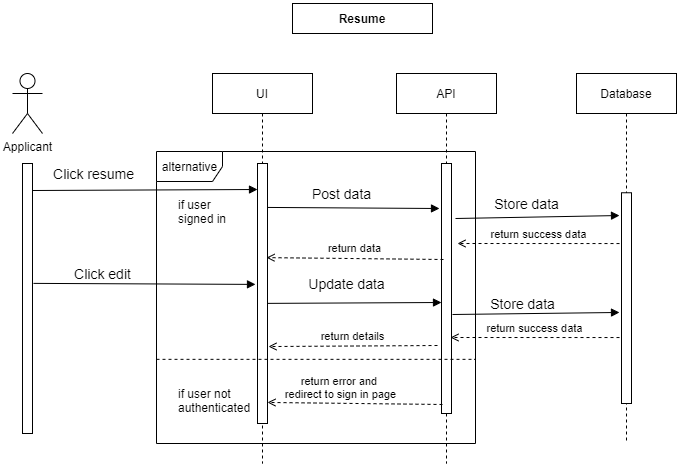 Resume
UI
API
Database
Applicant
alternative
Click resume
if user
signed in
Post data
Store data
return success data
return data
Click edit
Update data
Store data
return success data
return details
if user not
authenticated
return error and
redirect to sign in page